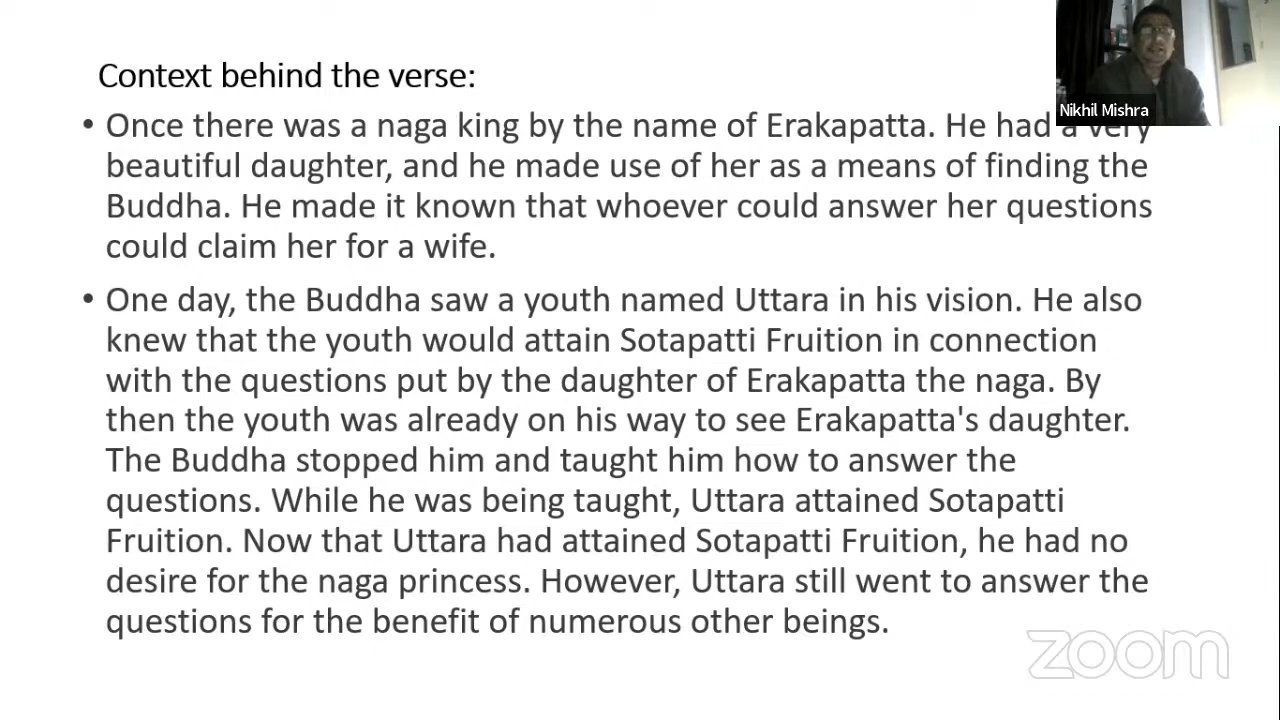 Context behind the verse:
Nikhil Mishra
• Once there was a naga king by the name of Erakapatta. He had a very
beautiful daughter, and he made use of her as a means of finding the
Buddha. He made it known that whoever could answer her questions
could claim her for a wife.
• One day, the Buddha saw a youth named Uttara in his vision. He also
knew that the youth would attain Sotapatti Fruition in connection
with the questions put by the daughter of Erakapatta the naga. By
then the youth was already on his way to see Erakapatta's daughter.
The Buddha stopped him and taught him how to answer the
questions. While he was being taught, Uttara attained Sotapatti
Fruition. Now that Uttara had attained Sotapatti Fruition, he had no
desire for the naga princess. However, Uttara still went to answer the
questions for the benefit of numerous other beings.
zoom